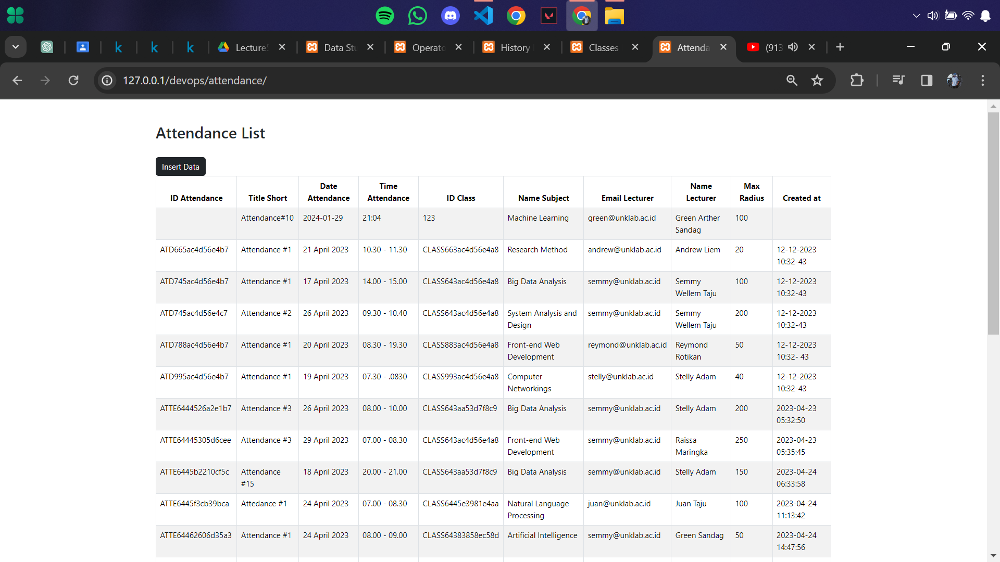 Lecture
Data Stu
Operato
History
Classes
Attenda
(913
127.0.0.1/devops/attendance/
Attendance List
Insert Data
ID Attendance Title Short Date Attendance Time Attendance ID Class Name Subject Email Lecturer Name Lecturer Max Radius Created at
Attendance#10 2024-01-29 21:04 123 Machine Learning green@unklab.ac.id Green Arther Sandag 100
ATD665ac4d56e4b7 Attendance #1 21 April 2023 10.30 - 11.30 CLASS663ac4d56e4a8 Research Method andrew@unklab.ac.id Andrew Liem 20 12-12-2023 10:32-43
ATD745ac4d56e4b7 Attendance #1 17 April 2023 14.00 - 15.00 CLASS643ac4d56e4a8 Big Data Analysis semmy@unklab.ac.id Semmy Wellem Taju 100 12-12-2023 10:32-43
ATD745ac4d56e4c7 Attendance #2 26 April 2023 09.30 - 10.40 CLASS643ac4d56e4a8 System Analysis and Design semmy@unklab.ac.id Semmy Wellem Taju 200 12-12-2023 10:32-43
ATD788ac4d56e4b7 Attendance #1 20 April 2023 08.30 - 19.30 CLASS883ac4d56e4a8 Front-end Web Development reymond@unklab.ac.id Reymond Rotikan 50 12-12-2023 10:32- 43
ATD995ac4d56e4b7 Attendance #1 19 April 2023 07.30 - .0830 CLASS993ac4d56e4a8 Computer Networkings stelly@unklab.ac.id Stelly Adam 40 12-12-2023 10:32-43
ATTE6444526a2e1b7 Attendance #3 26 April 2023 08.00 - 10.00 CLASS643aa53d7f8c9 Big Data Analysis semmy@unklab.ac.id Stelly Adam 200 2023-04-23 05:32:50
ATTE64445305d6cee Attendance #3 29 April 2023 07.00 - 08.30 CLASS643ac4d56e4a8 Front-end Web Development semmy@unklab.ac.id Raissa Maringka 250 2023-04-23 05:35:45
ATTE6445b2210cf5c Attendance #15 18 April 2023 20.00 - 21.00 CLASS643aa53d7f8c9 Big Data Analysis semmy@unklab.ac.id Stelly Adam 150 2023-04-24 06:33:58
ATTE6445f3cb39bca Attedance #1 24 April 2023 07.00 - 08.30 CLASS6445e3981e4aa Natural Language Processing juan@unklab.ac.id Juan Taju 100 2023-04-24 11:13:42
ATTE64462606d35a3 Attendance #1 24 April 2023 08.00 - 09.00 CLASS64383858ec58d Artificial Intelligence semmy@unklab.ac.id Green Sandag 50 2023-04-24 14:47:56